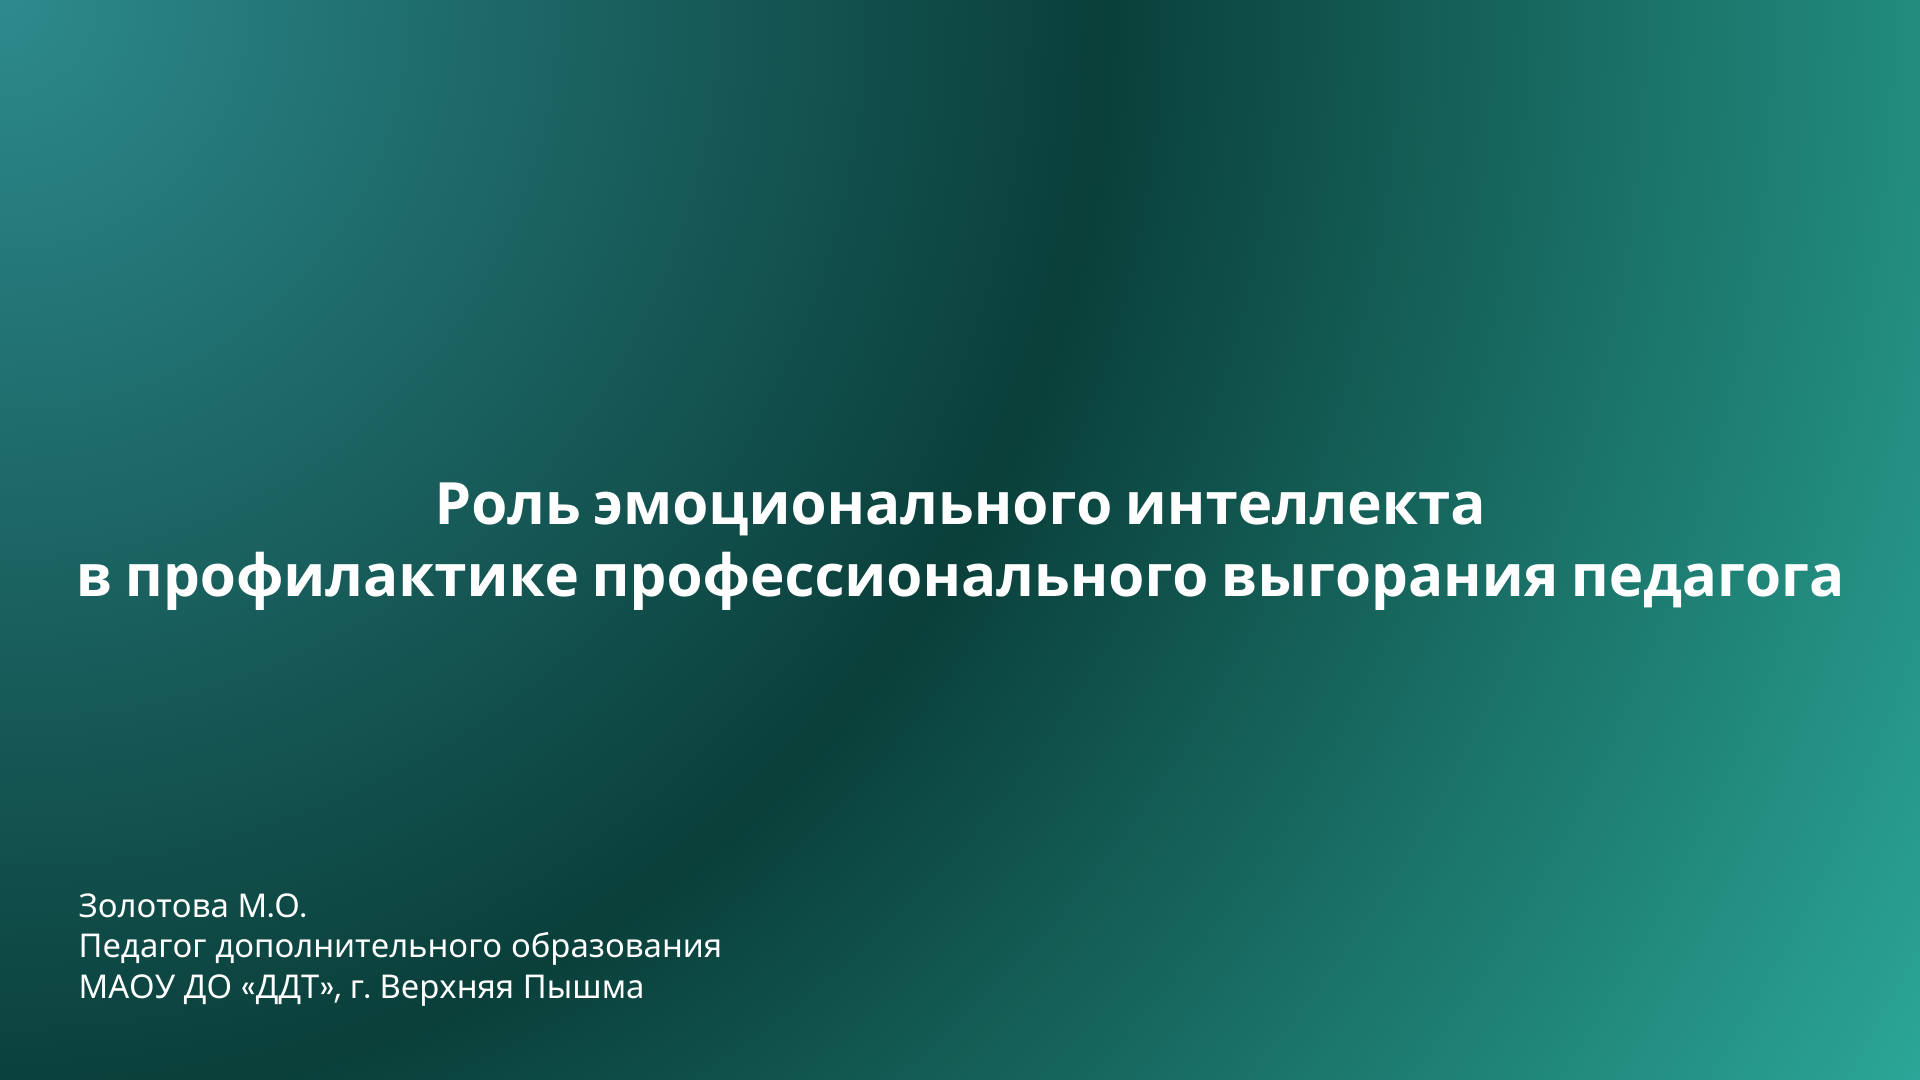 Роль эмоционального интеллекта
в профилактике профессионального выгорания педагога
Золотова М.О.
Педагог дополнительного образования
МАОУ ДО «ДДТ», г. Верхняя Пышма